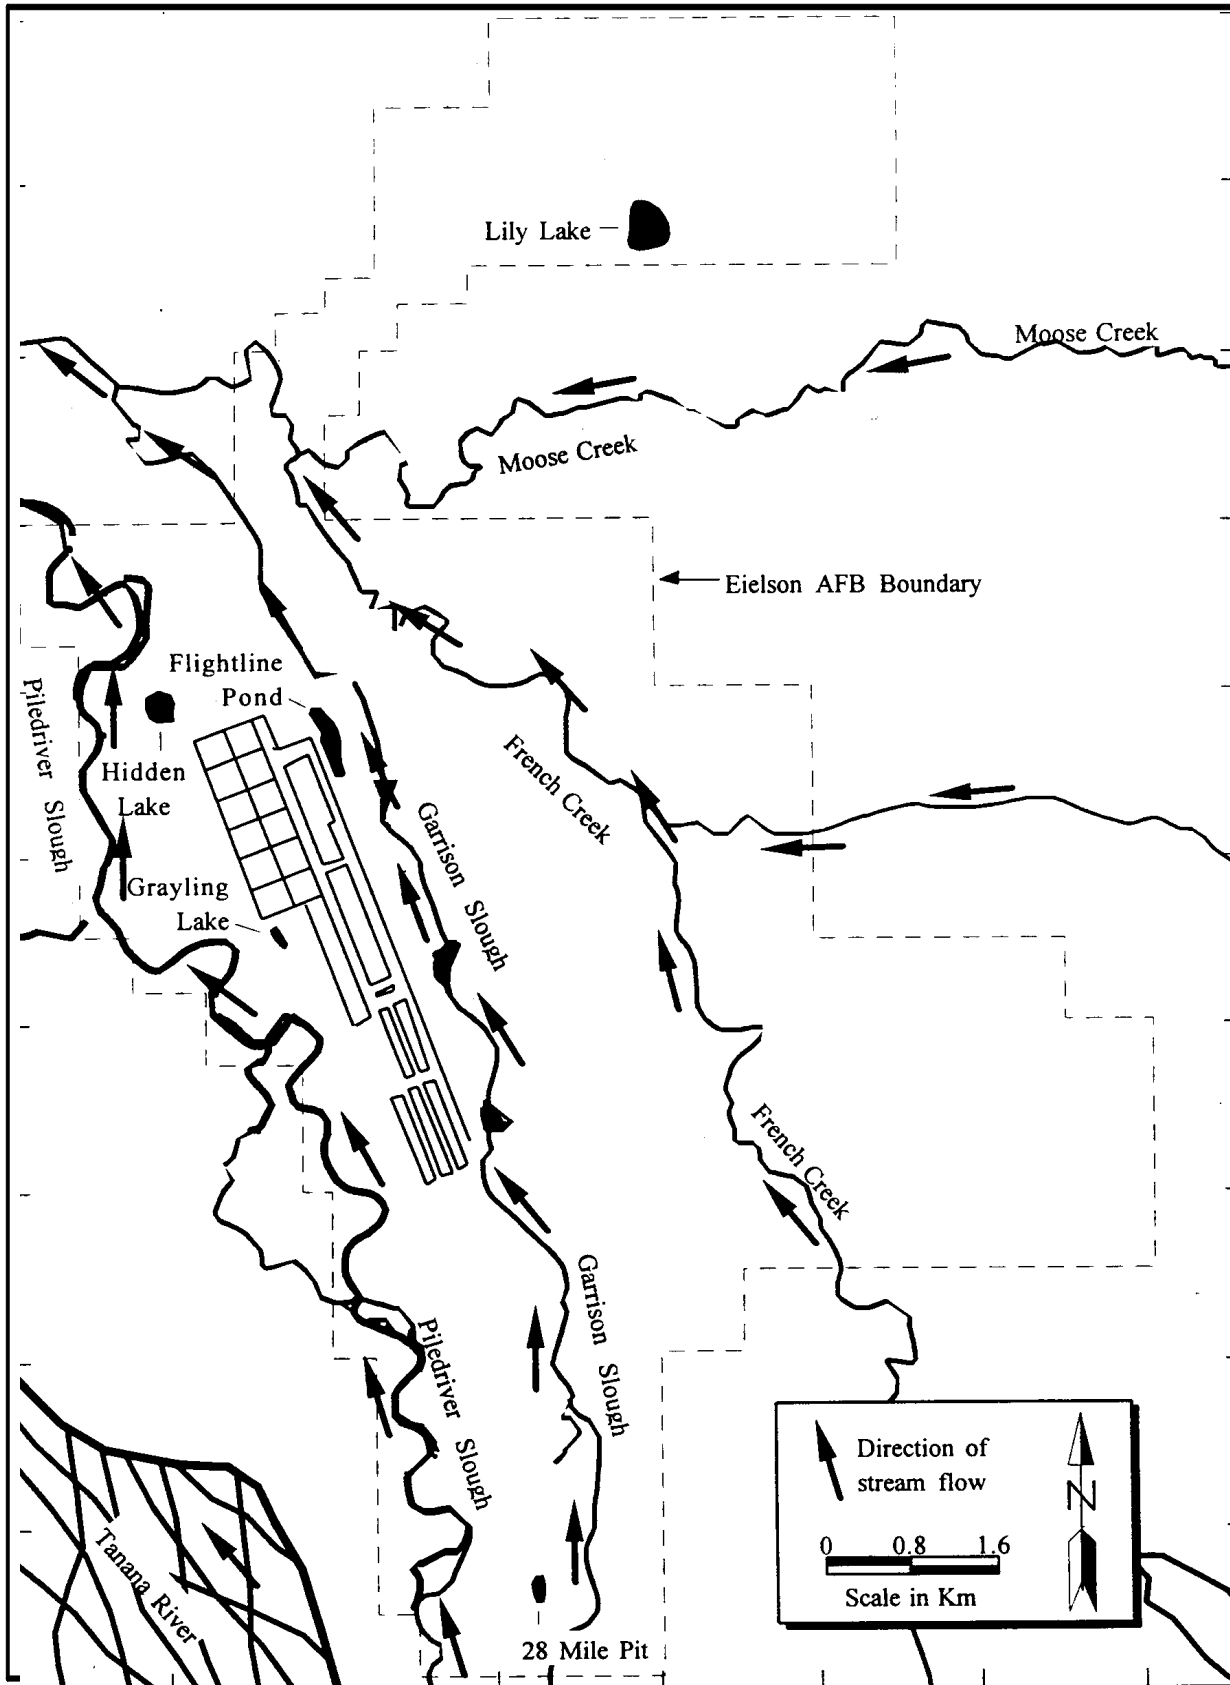 Lily Lake
Moose Creek
Moose Creek
Eielson AFB Boundary
Flightline
Pond
Piledriver Slough
Hidden
Lake
French Creek
Garrison Slough
Grayling
Lake
French Creek
Garrison Slough
Piledriver Slough
Direction of
stream flow
N
0 0.8 1.6
Scale in Km
Tanana River
28 Mile Pit